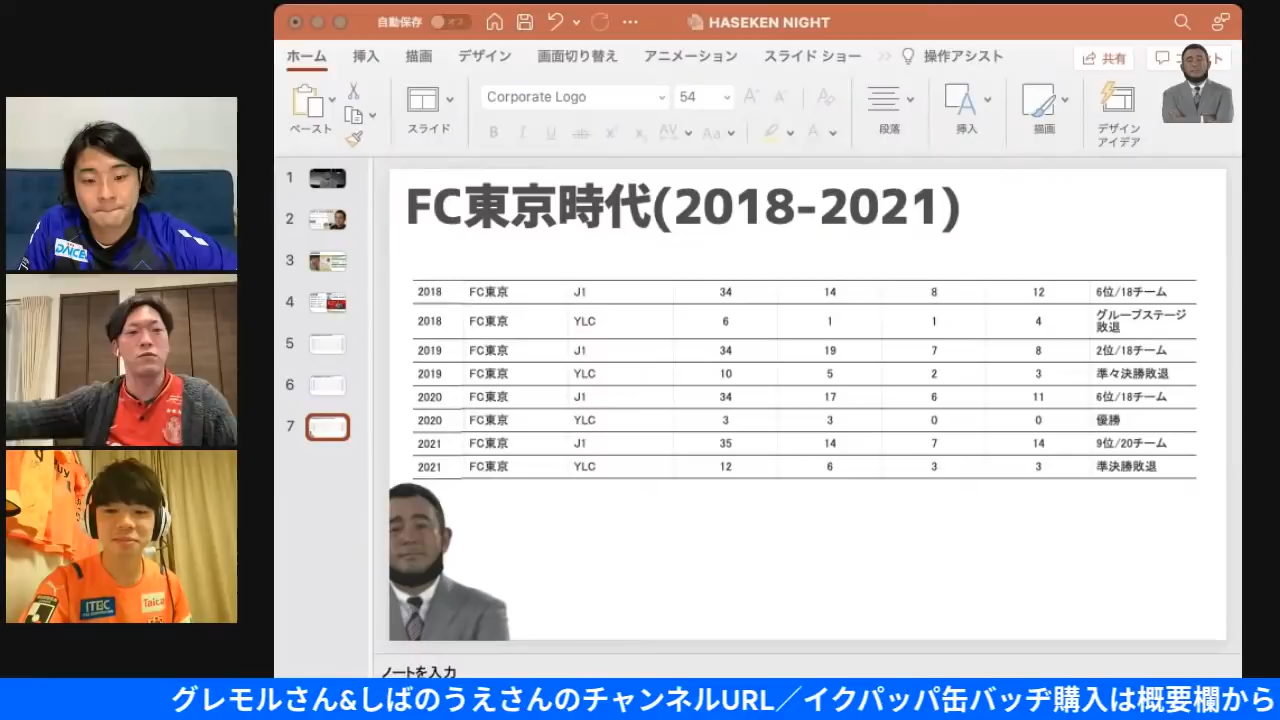 自動保存 オフ HASEKEN NIGHT
ホーム 挿入 描画 デザイン 画面切り替え アニメーション スライド ショー 操作アシスト 共有
ペースト スライド Corporate Logo 54 段落 挿入 描画 デザイン
アイデア
1
2
3
4
5
6
7
FC東京時代(2018-2021)
2018 FC東京 J1 34 14 8 12 6位/18チーム
2018 FC東京 YLC 6 1 1 4 グループステージ
敗退
2019 FC東京 J1 34 19 7 8 2位/18チーム
2019 FC東京 YLC 10 5 2 3 準々決勝敗退
2020 FC東京 J1 34 17 6 11 6位/18チーム
2020 FC東京 YLC 3 3 0 0 優勝
2021 FC東京 J1 35 14 7 14 9位/20チーム
2021 FC東京 YLC 12 6 3 3 準決勝敗退
DAICEL
ITEC Taica
ノートを入力
グレモルさん&しばのうえさんのチャンネルURL／イクパッパ缶バッヂ購入は概要欄から